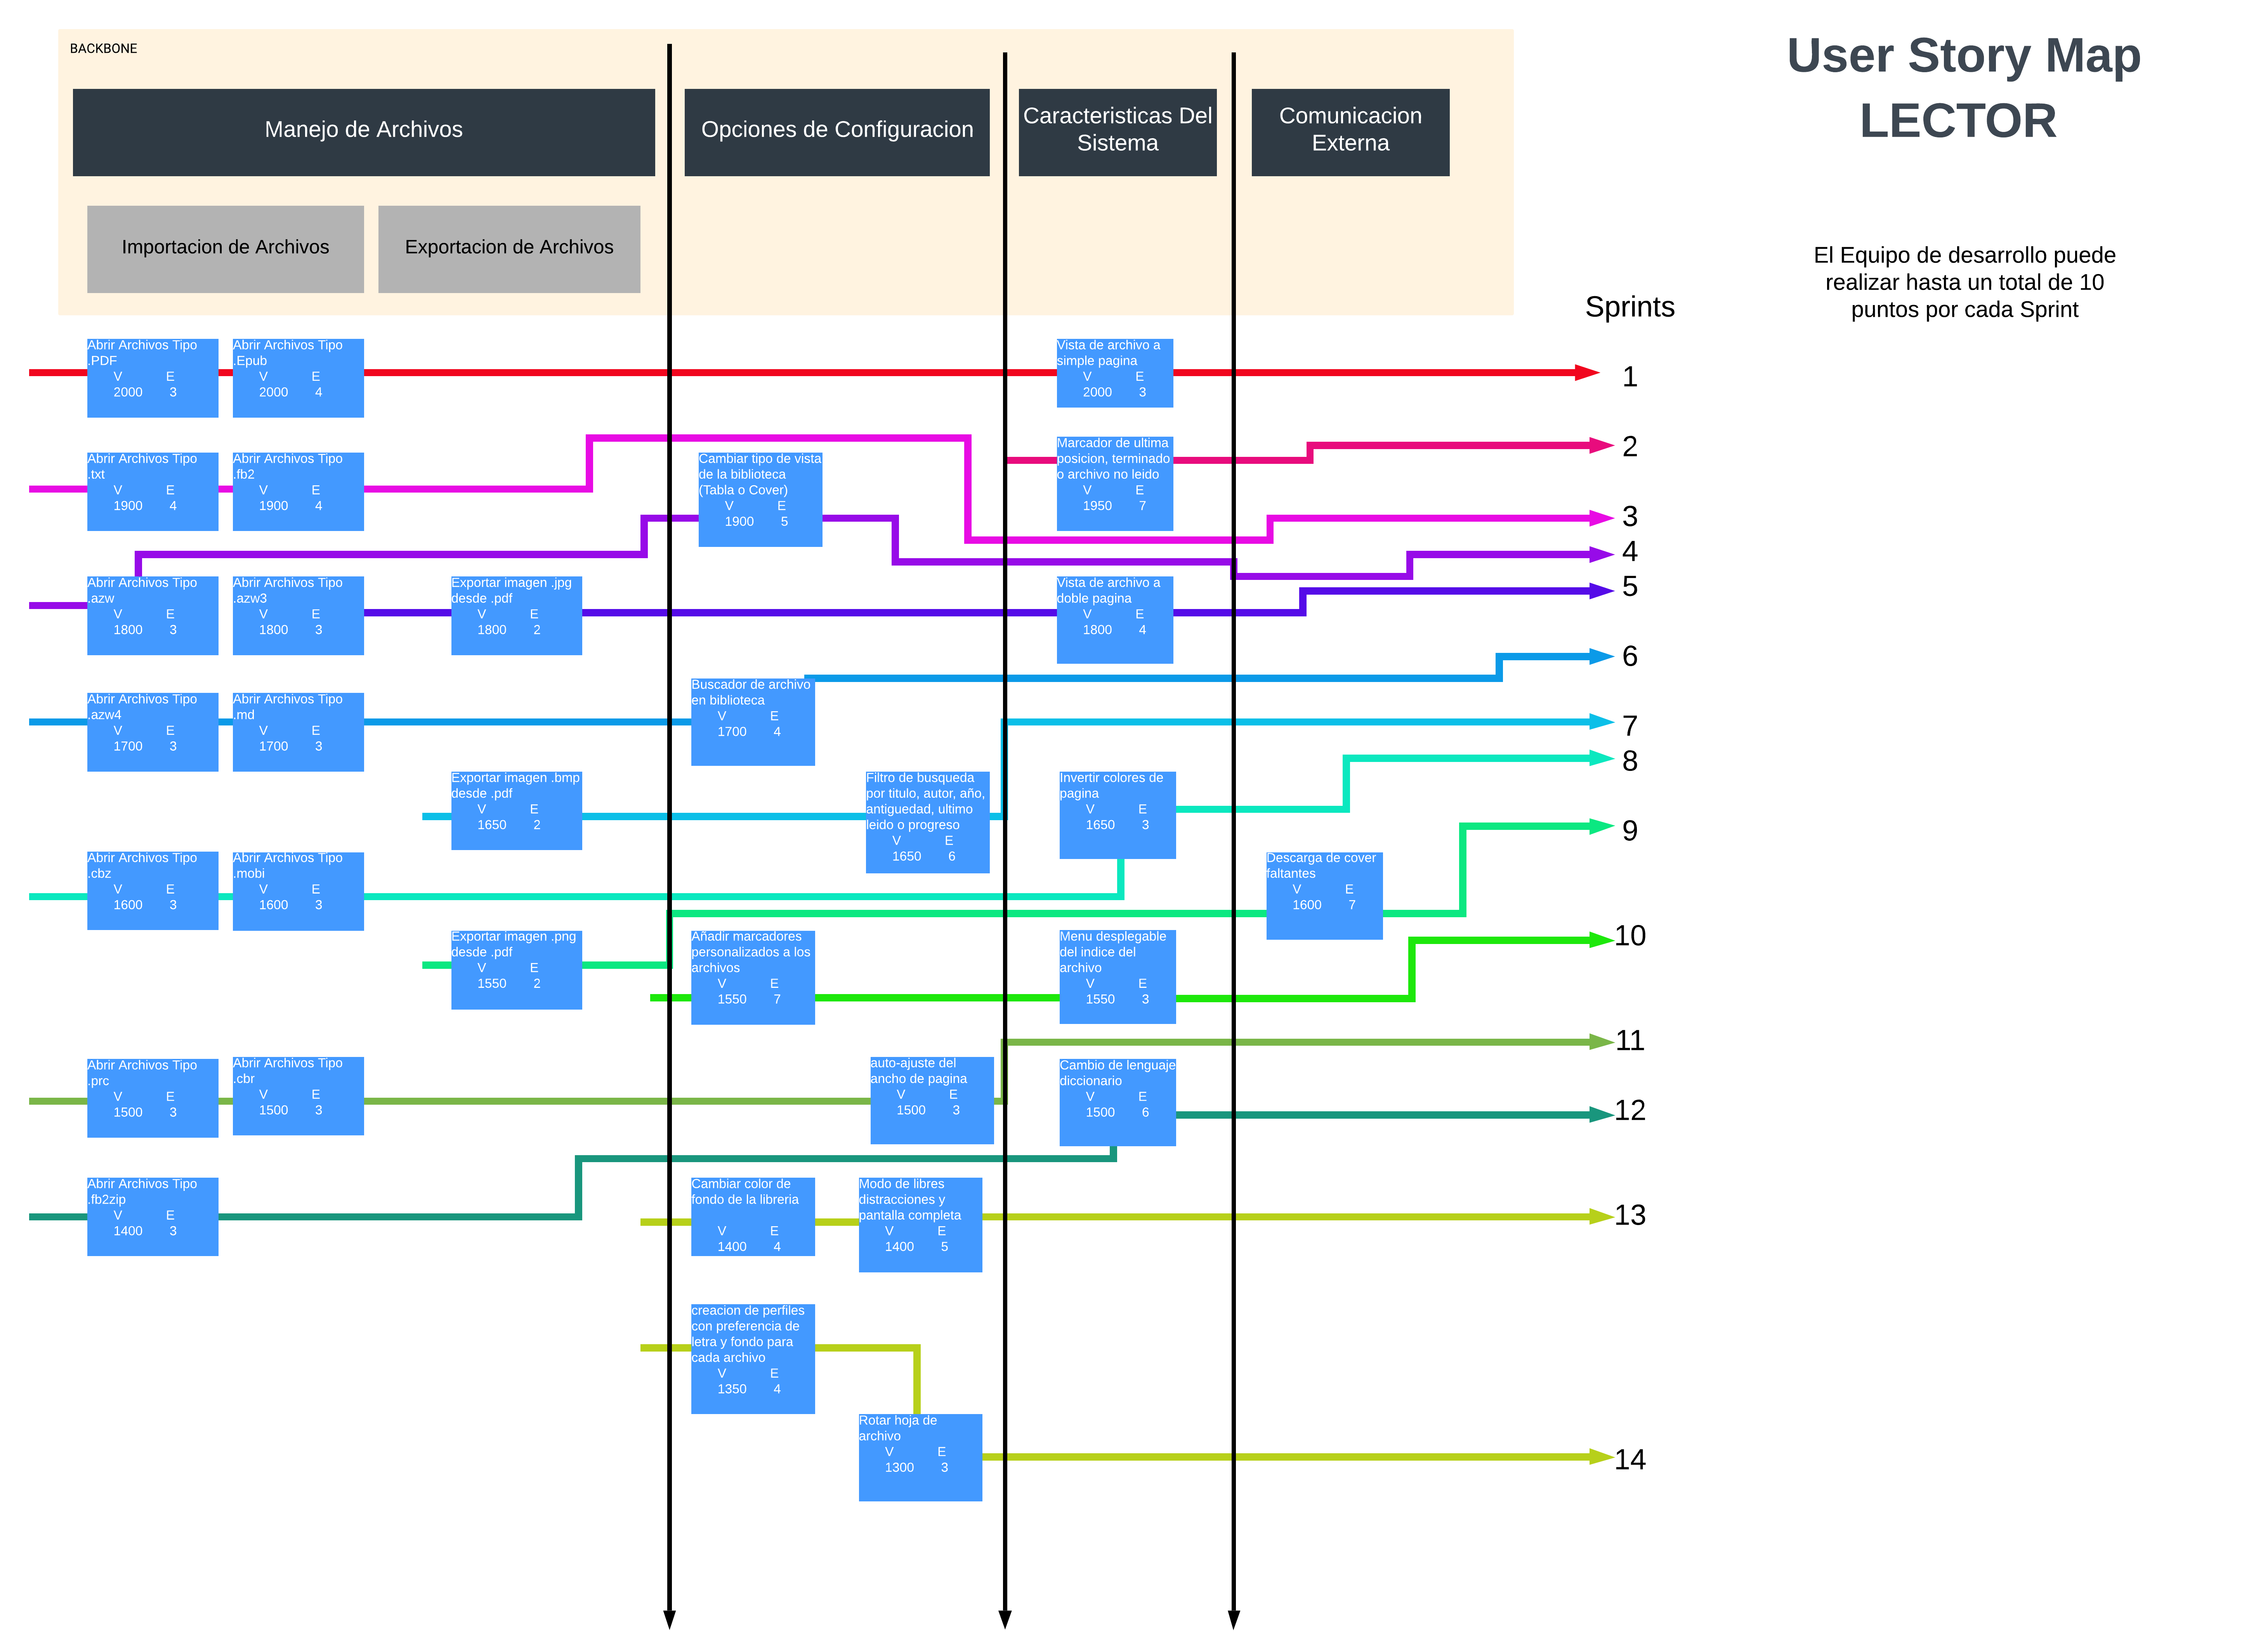 User Story Map
LECTOR
BACKBONE
Manejo de Archivos
Opciones de Configuracion
Caracteristicas Del
Sistema
Comunicacion
Externa
Importacion de Archivos
Exportacion de Archivos
El Equipo de desarrollo puede
realizar hasta un total de 10
puntos por cada Sprint
Sprints
Abrir Archivos Tipo
.PDF
V E
2000 3
Abrir Archivos Tipo
.Epub
V E
2000 4
Vista de archivo a
simple pagina
V E
2000 3
1
Marcador de ultima
posicion, terminado
o archivo no leido
V E
1950 7
2
Abrir Archivos Tipo
.txt
V E
1900 4
Abrir Archivos Tipo
.fb2
V E
1900 4
Cambiar tipo de vista
de la biblioteca
(Tabla o Cover)
V E
1900 5
3
4
Abrir Archivos Tipo
.azw
V E
1800 3
Abrir Archivos Tipo
.azw3
V E
1800 3
Exportar imagen .jpg
desde .pdf
V E
1800 2
Vista de archivo a
doble pagina
V E
1800 4
5
Abrir Archivos Tipo
.azw4
V E
1700 3
Abrir Archivos Tipo
.md
V E
1700 3
Buscador de archivo
en biblioteca
V E
1700 4
6
7
Exportar imagen .bmp
desde .pdf
V E
1650 2
Filtro de busqueda
por titulo, autor, año,
antiguedad, ultimo
leido o progreso
V E
1650 6
Invertir colores de
pagina
V E
1650 3
8
Abrir Archivos Tipo
.cbz
V E
1600 3
Abrir Archivos Tipo
.mobi
V E
1600 3
Descarga de cover
faltantes
V E
1600 7
9
Exportar imagen .png
desde .pdf
V E
1550 2
Añadir marcadores
personalizados a los
archivos
V E
1550 7
Menu desplegable
del indice del
archivo
V E
1550 3
10
Abrir Archivos Tipo
.prc
V E
1500 3
Abrir Archivos Tipo
.cbr
V E
1500 3
auto-ajuste del
ancho de pagina
V E
1500 3
Cambio de lenguaje
diccionario
V E
1500 6
11
12
Abrir Archivos Tipo
.fb2zip
V E
1400 3
Cambiar color de
fondo de la libreria
V E
1400 4
Modo de libres
distracciones y
pantalla completa
V E
1400 5
13
creacion de perfiles
con preferencia de
letra y fondo para
cada archivo
V E
1350 4
Rotar hoja de
archivo
V E
1300 3
14